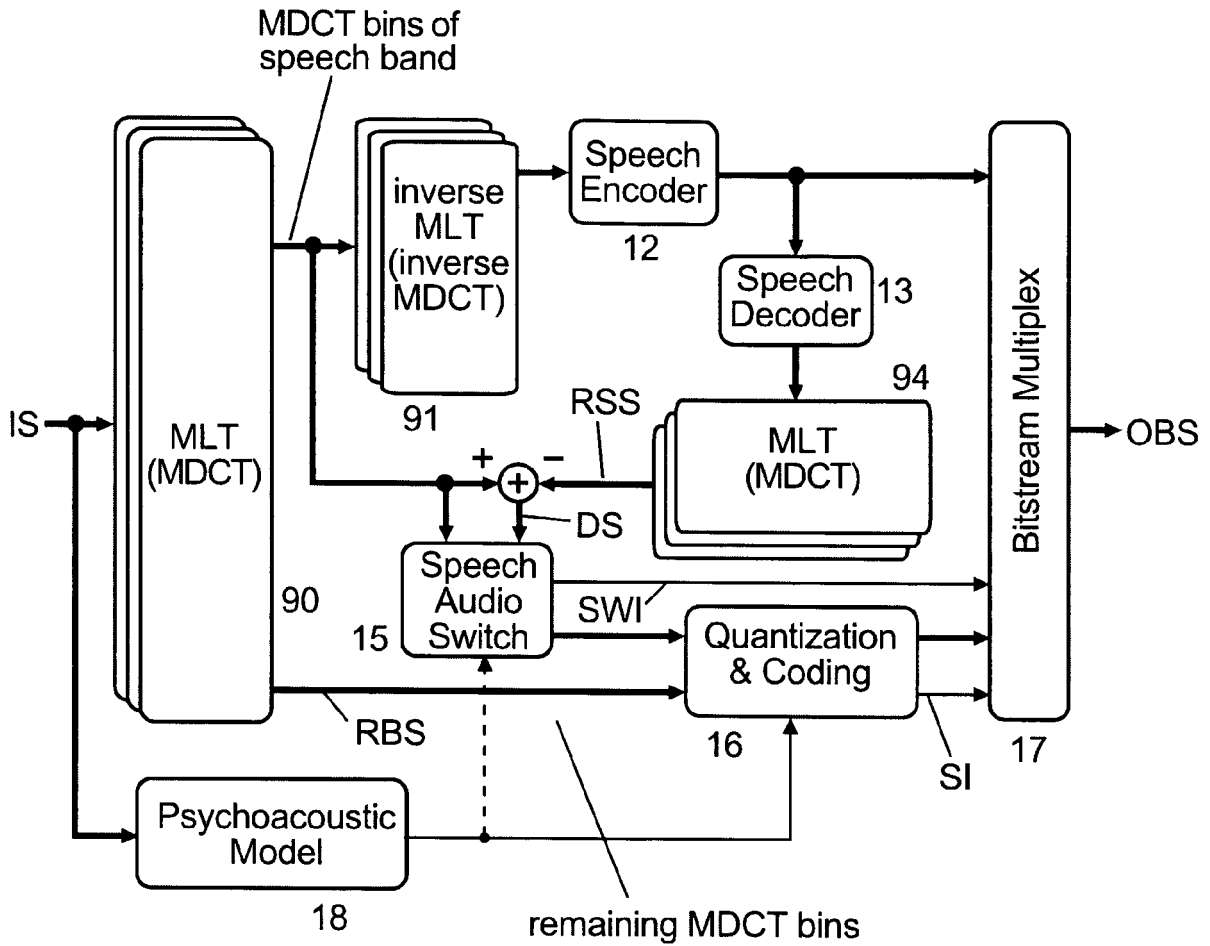 MDCT bins of
speech band
Speech
Encoder
12
inverse
MLT
(inverse
MDCT)
91
Speech
Decoder
13
Bitstream Multiplex
17
94
RSS
MLT
(MDCT)
IS
MLT
(MDCT)
90
OBS
+
−
+
DS
Speech
Audio
Switch
15
SWI
Quantization
& Coding
16
RBS
SI
Psychoacoustic
Model
18
remaining MDCT bins